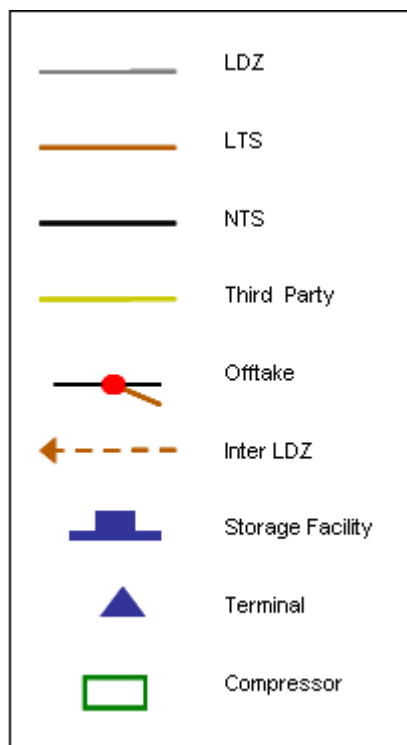 LDZ
LTS
NTS
Third Party
Offtake
Inter LDZ
Storage Facility
Terminal
Compressor